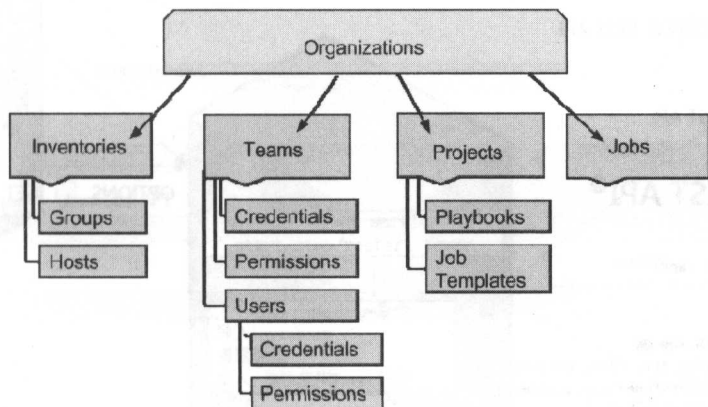 Organizations
Inventories
Teams
Projects
Jobs
Groups
Hosts
Credentials
Permissions
Users
Credentials
Permissions
Playbooks
Job
Templates